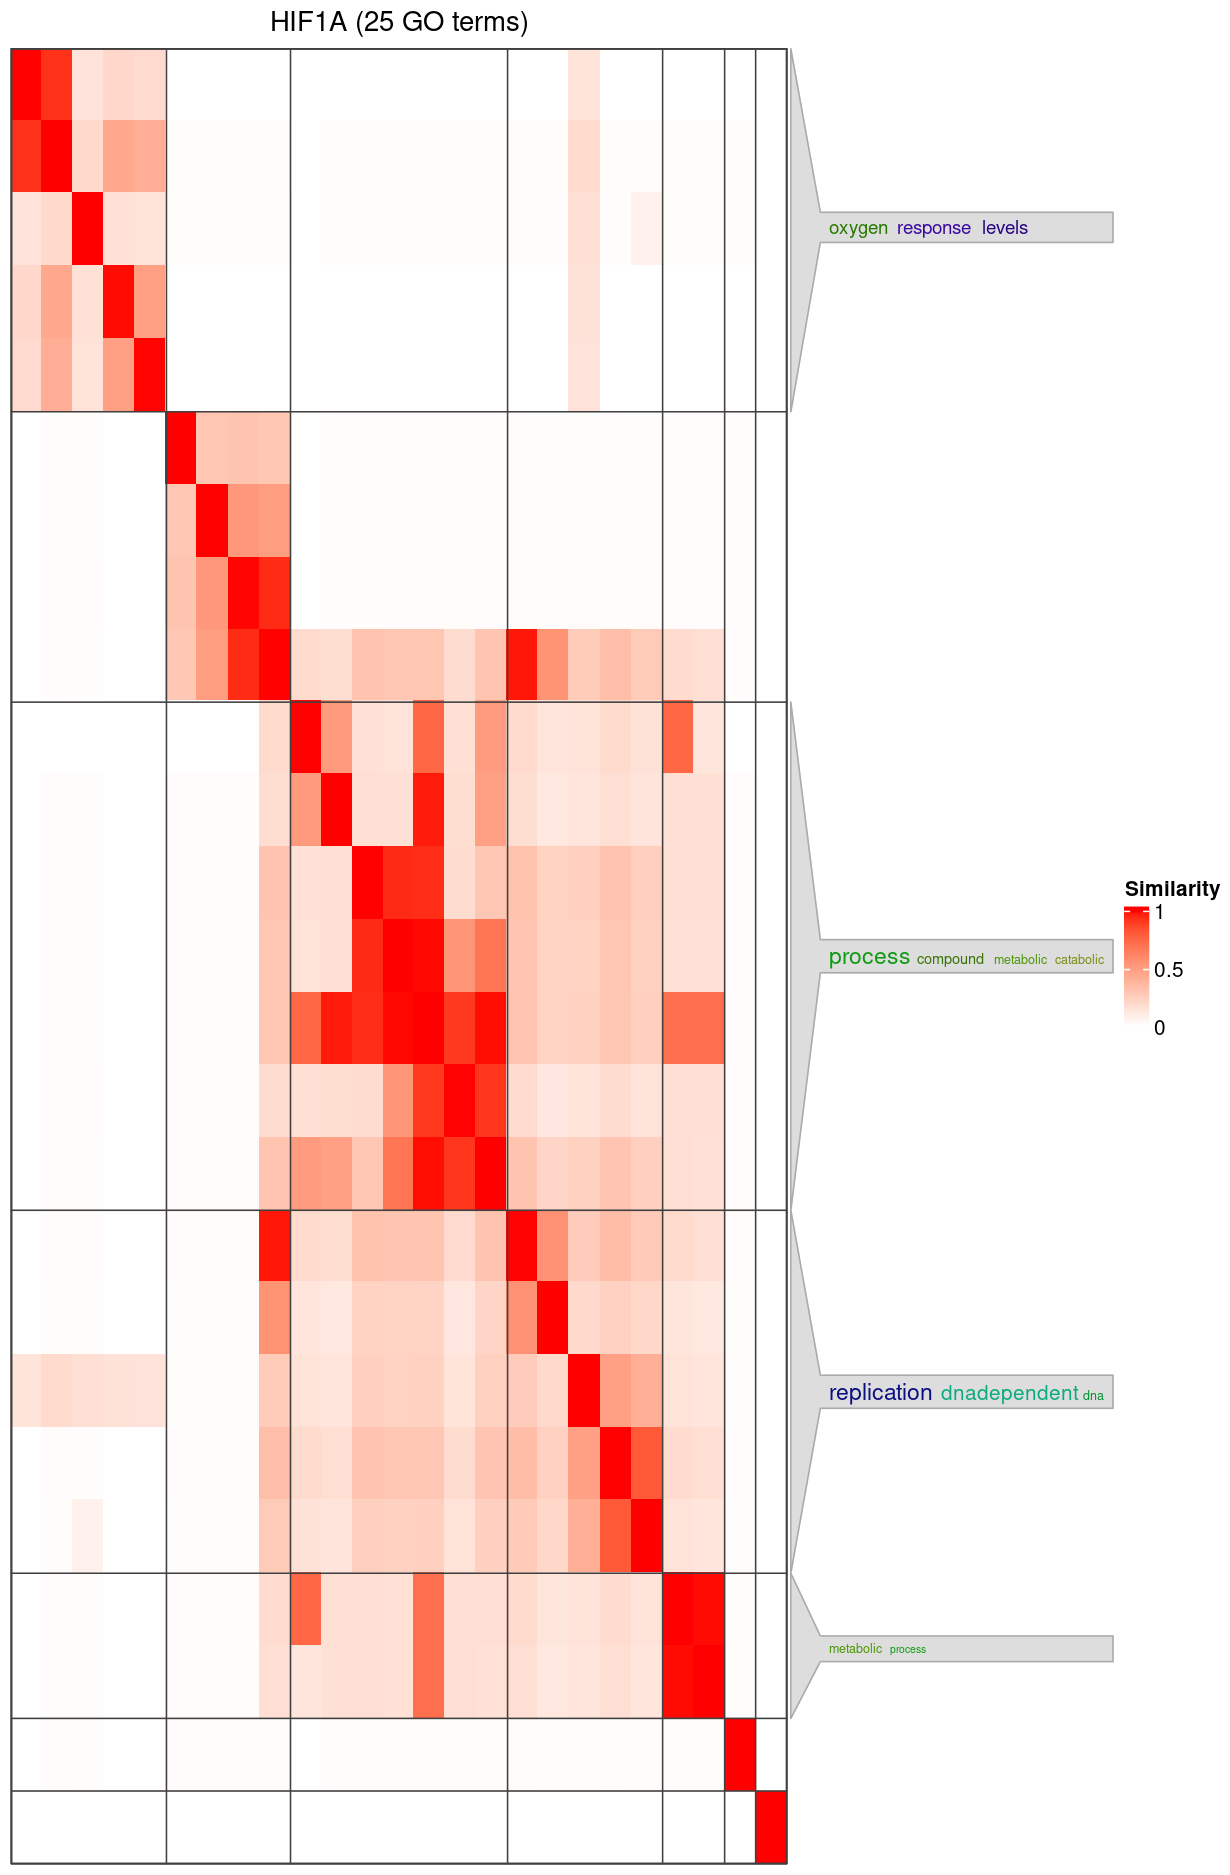 HIF1A (25 GO terms)
oxygen response levels
Similarity
1
process compound metabolic catabolic
0.5
0
replication dnadependent dna
metabolic process